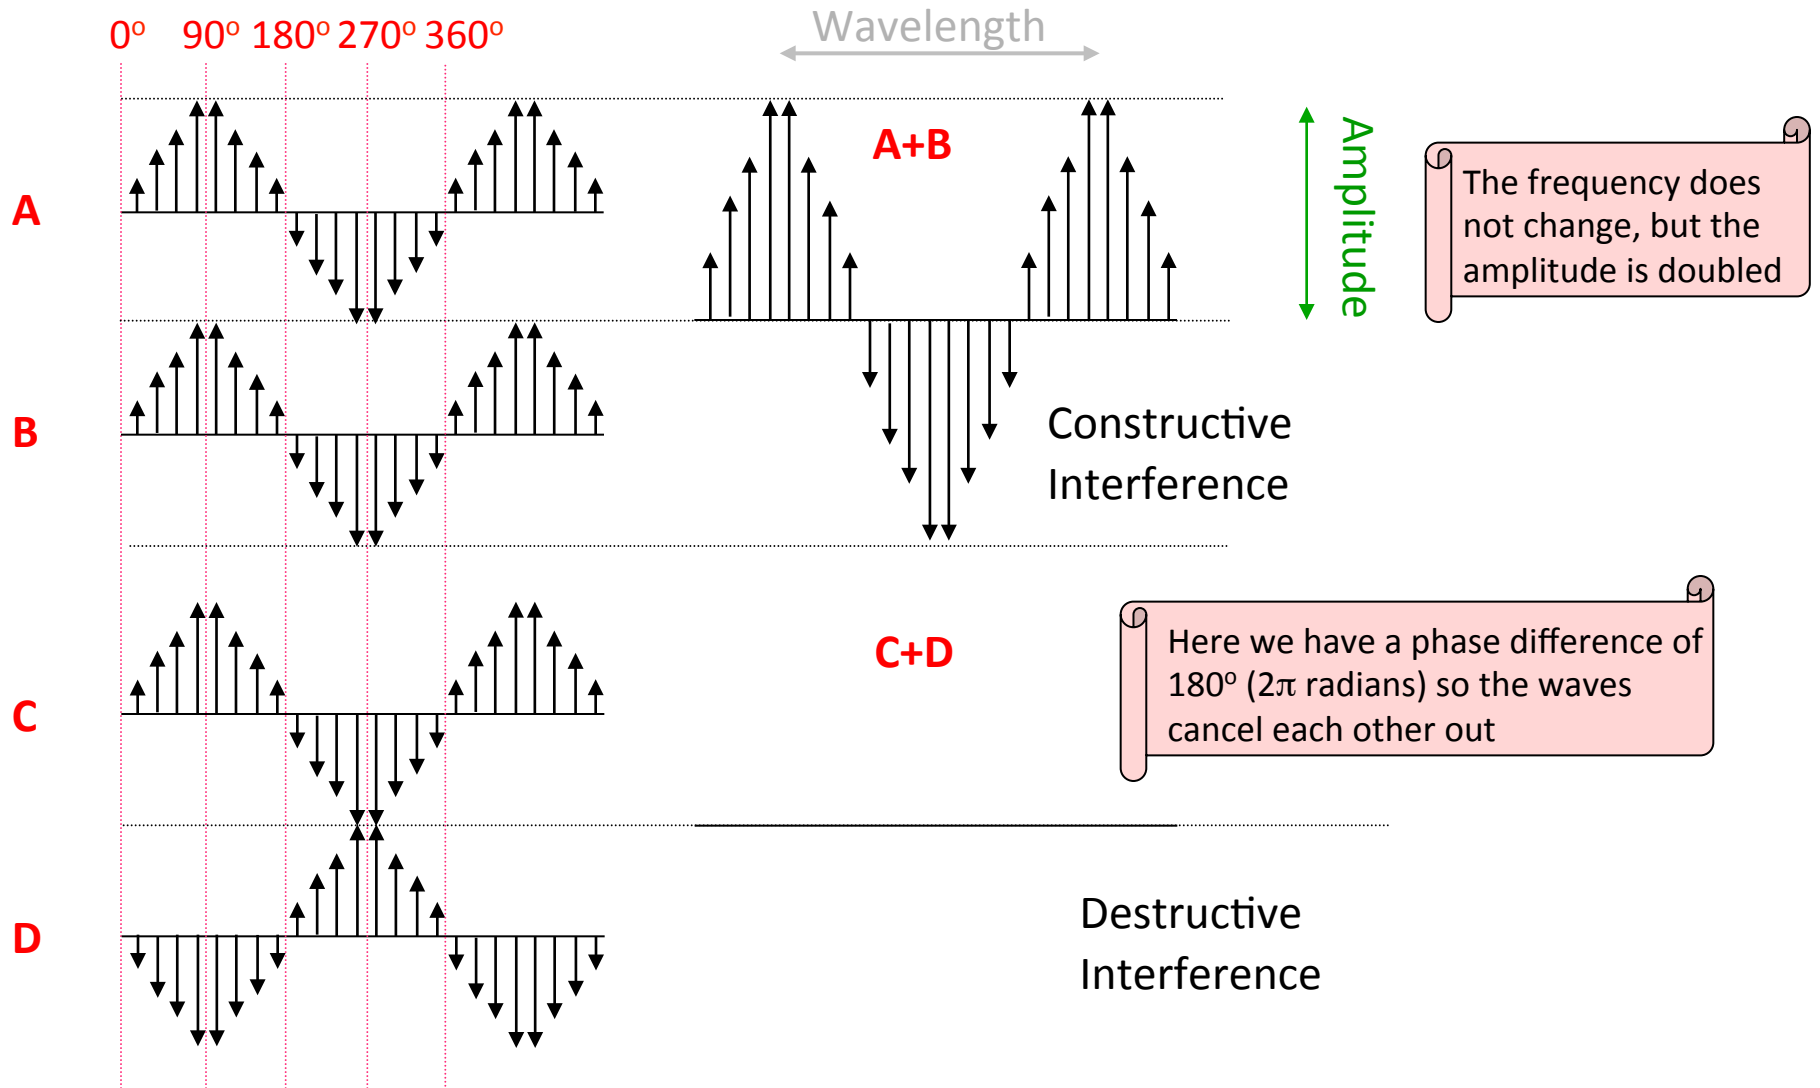 0º 90º 180º 270º 360º
Wavelength
A
A+B
Amplitude
The frequency does
not change, but the
amplitude is doubled
B
Constructive
Interference
C
C+D
Here we have a phase difference of
180º (2π radians) so the waves
cancel each other out
D
Destructive
Interference